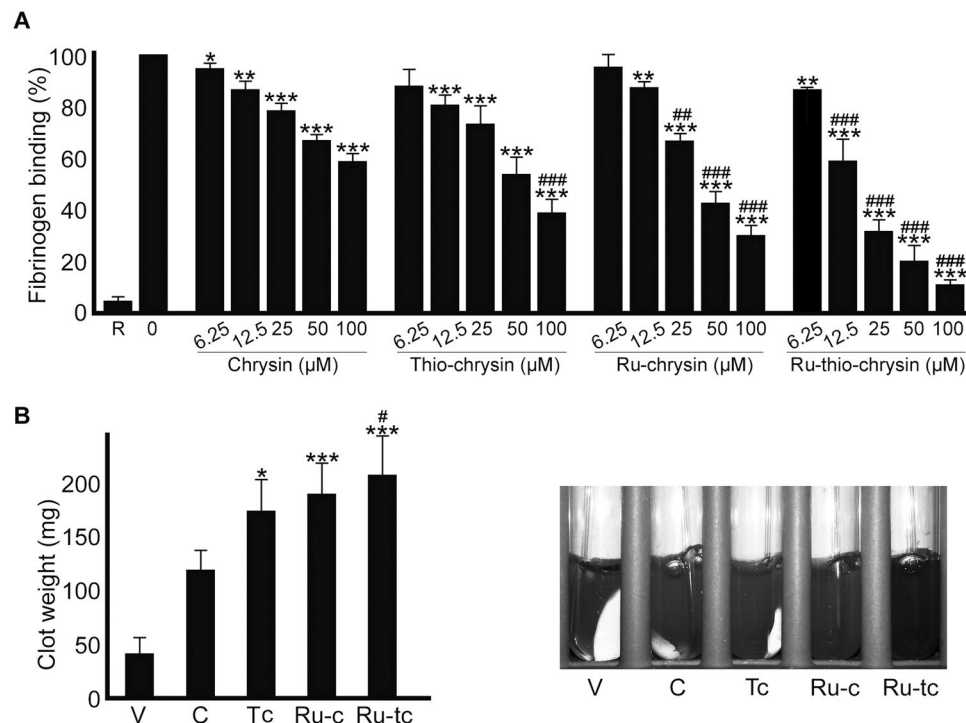 A
Fibrinogen binding (%)
100
80
60
40
20
0
* ** *** *** ***
*** *** *** ###
***
** ##
*** ###
*** ###
***
** ###
*** ###
*** ###
*** ###
***
R 0 6.25 12.5 25 50 100 6.25 12.5 25 50 100 6.25 12.5 25 50 100 6.25 12.5 25 50 100
Chrysin (µM) Thio-chrysin (µM) Ru-chrysin (µM) Ru-thio-chrysin (µM)
B
Clot weight (mg)
200
150
100
50
0
* *** #
***
V C Tc Ru-c Ru-tc
V C Tc Ru-c Ru-tc